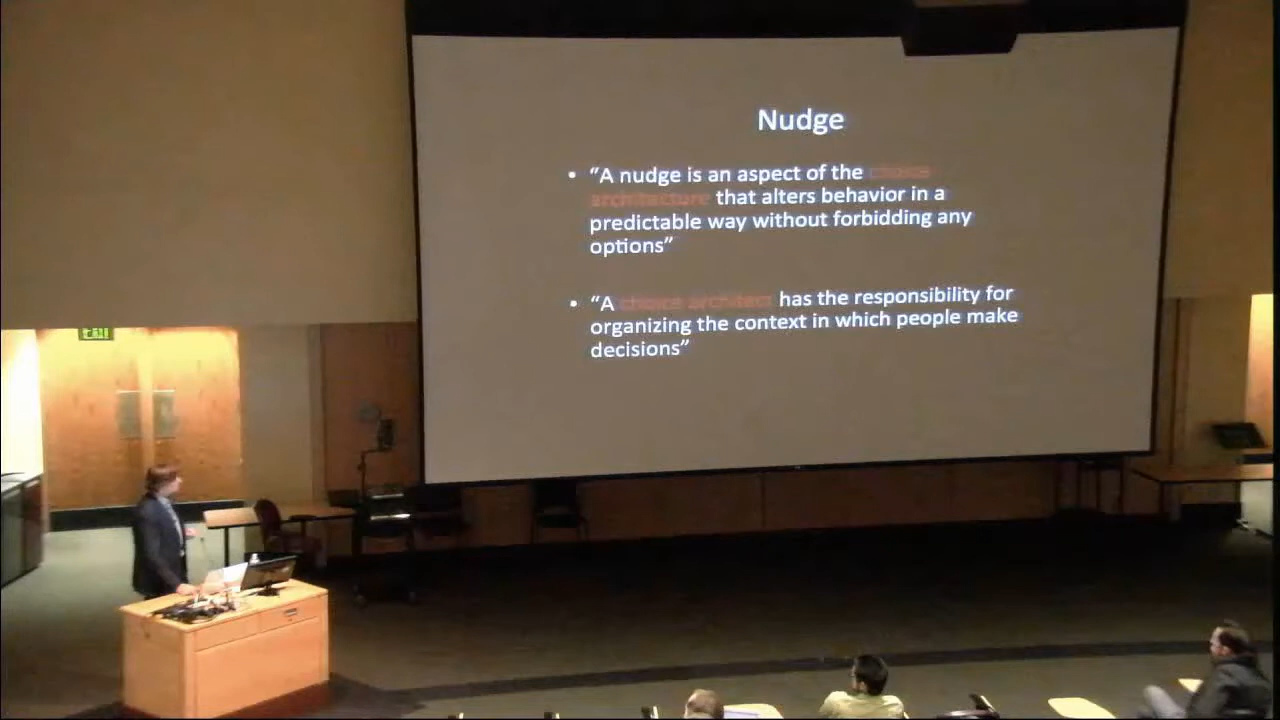 EXIT
Nudge
• “A nudge is an aspect of the choice
architecture that alters behavior in a
predictable way without forbidding any
options”
• “A choice architect has the responsibility for
organizing the context in which people make
decisions”